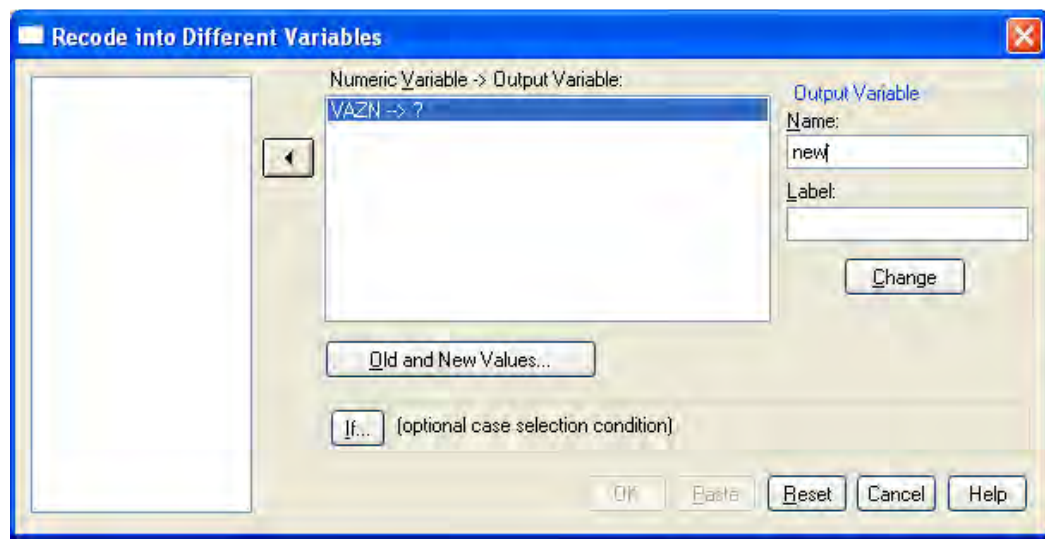 Recode into Different Variables
Numeric Variable -> Output Variable:
VAZN --> ?
Output Variable
Name:
new
Label:
Change
Old and New Values...
If... (optional case selection condition)
OK Paste Reset Cancel Help